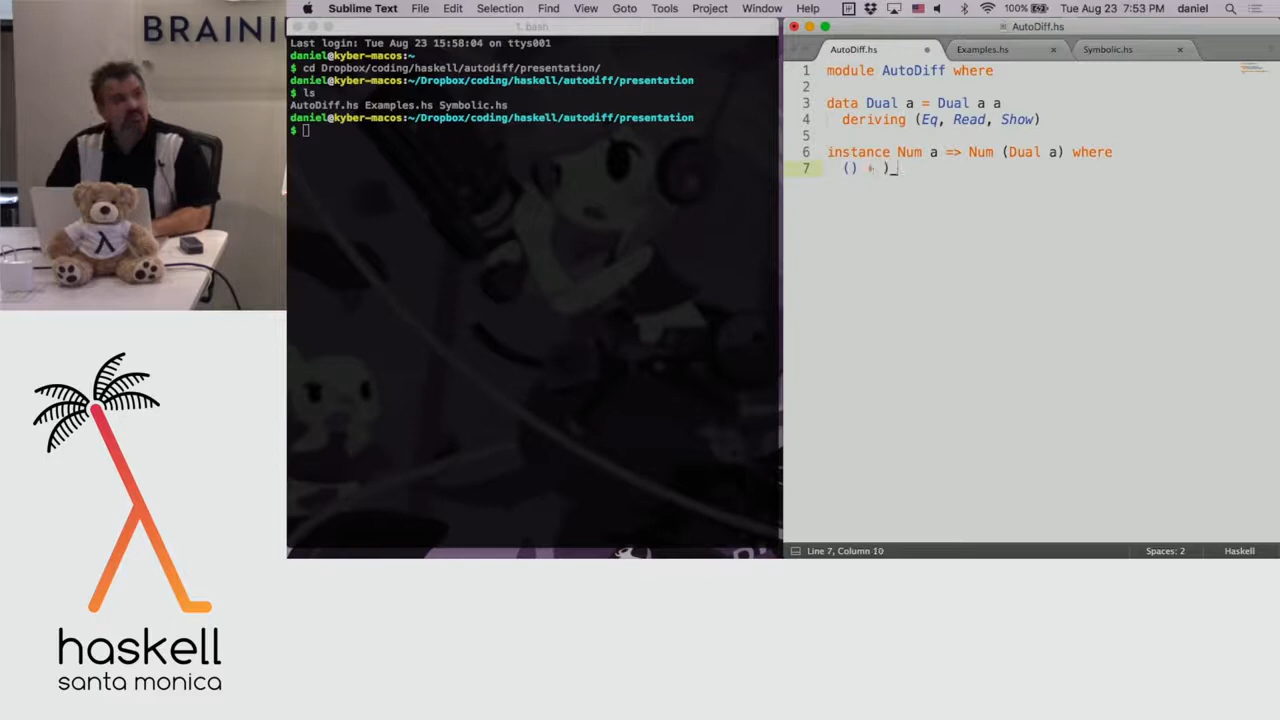 BRAINI
Sublime Text File Edit Selection Find View Goto Tools Project Window Help 100% Tue Aug 23 7:53 PM daniel
1. bash
Last login: Tue Aug 23 15:58:04 on ttys001
daniel@kyber-macos:~
$ cd Dropbox/coding/haskell/autodiff/presentation/
daniel@kyber-macos:~/Dropbox/coding/haskell/autodiff/presentation
$ ls
AutoDiff.hs Examples.hs Symbolic.hs
daniel@kyber-macos:~/Dropbox/coding/haskell/autodiff/presentation
$
AutoDiff.hs
AutoDiff.hs Examples.hs Symbolic.hs
1 module AutoDiff where
2
3 data Dual a = Dual a a
4 deriving (Eq, Read, Show)
5
6 instance Num a => Num (Dual a) where
7 () + )_
Line 7, Column 10 Spaces: 2 Haskell
λ
haskell
santa monica